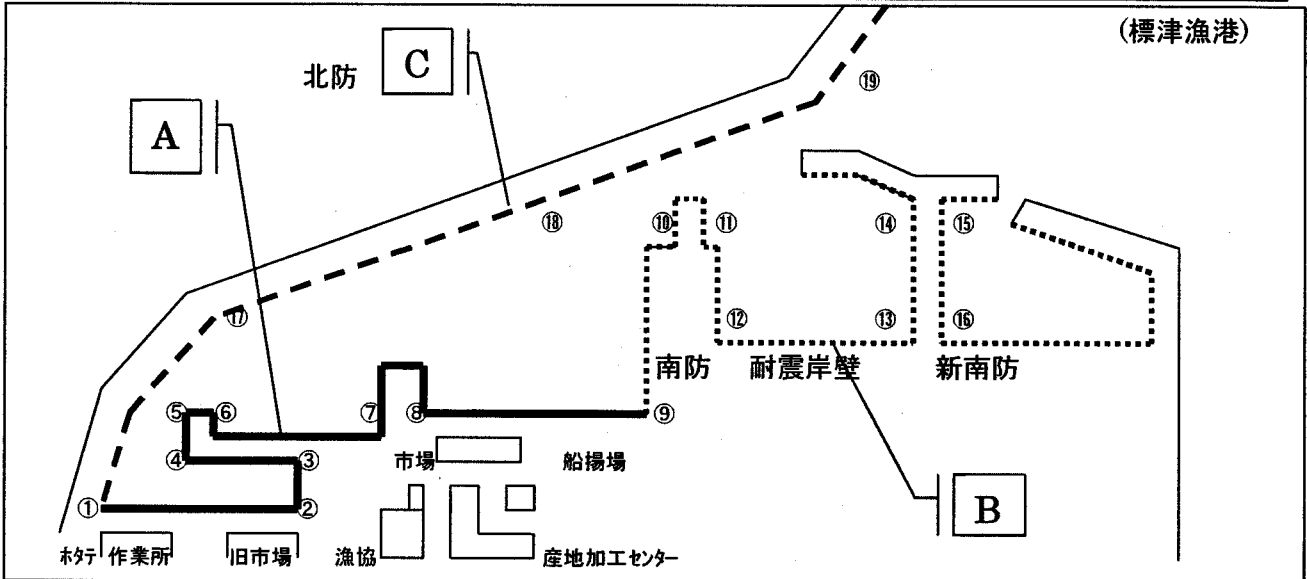 (標津漁港)
北防
C
⑲
A
⑱
⑩
⑪
⑭
⑮
⑰
⑫
⑬
⑯
南防
耐震岸壁
新南防
⑤
⑥
⑦
⑧
⑨
④
③
市場
船揚場
①
②
B
ホタテ 作業所
旧市場
漁協
産地加工センター